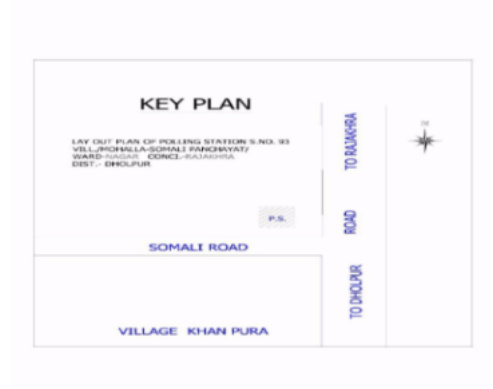 KEY PLAN
LAY OUT PLAN OF POLLING STATION S.NO. 93
VILL./MOHALLA-SOMALI PANCHAYAT/
WARD-NAGAR CONCI.-RAJAKHRA
DIST.- DHOLPUR
P.S.
SOMALI ROAD
VILLAGE KHAN PURA
TO RAJAKHRA
ROAD
TO DHOLPUR